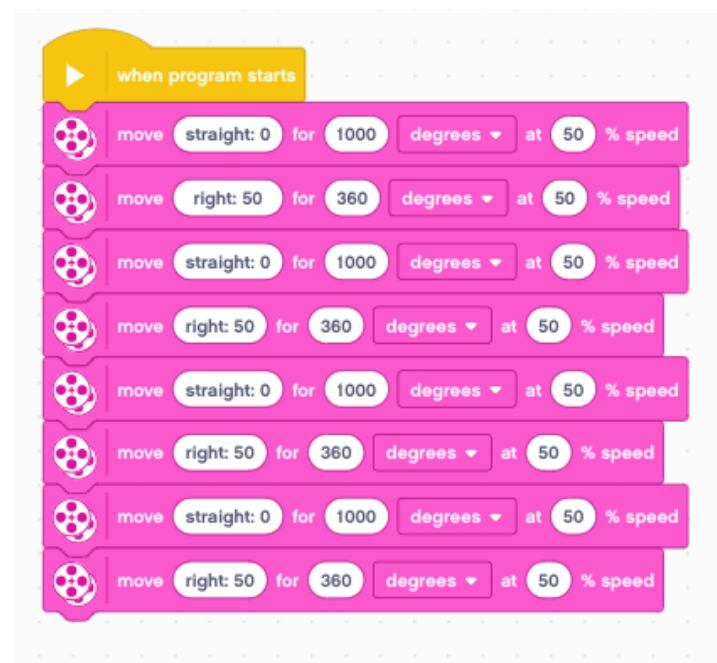 when program starts
move straight: 0 for 1000 degrees at 50 % speed
move right: 50 for 360 degrees at 50 % speed
move straight: 0 for 1000 degrees at 50 % speed
move right: 50 for 360 degrees at 50 % speed
move straight: 0 for 1000 degrees at 50 % speed
move right: 50 for 360 degrees at 50 % speed
move straight: 0 for 1000 degrees at 50 % speed
move right: 50 for 360 degrees at 50 % speed